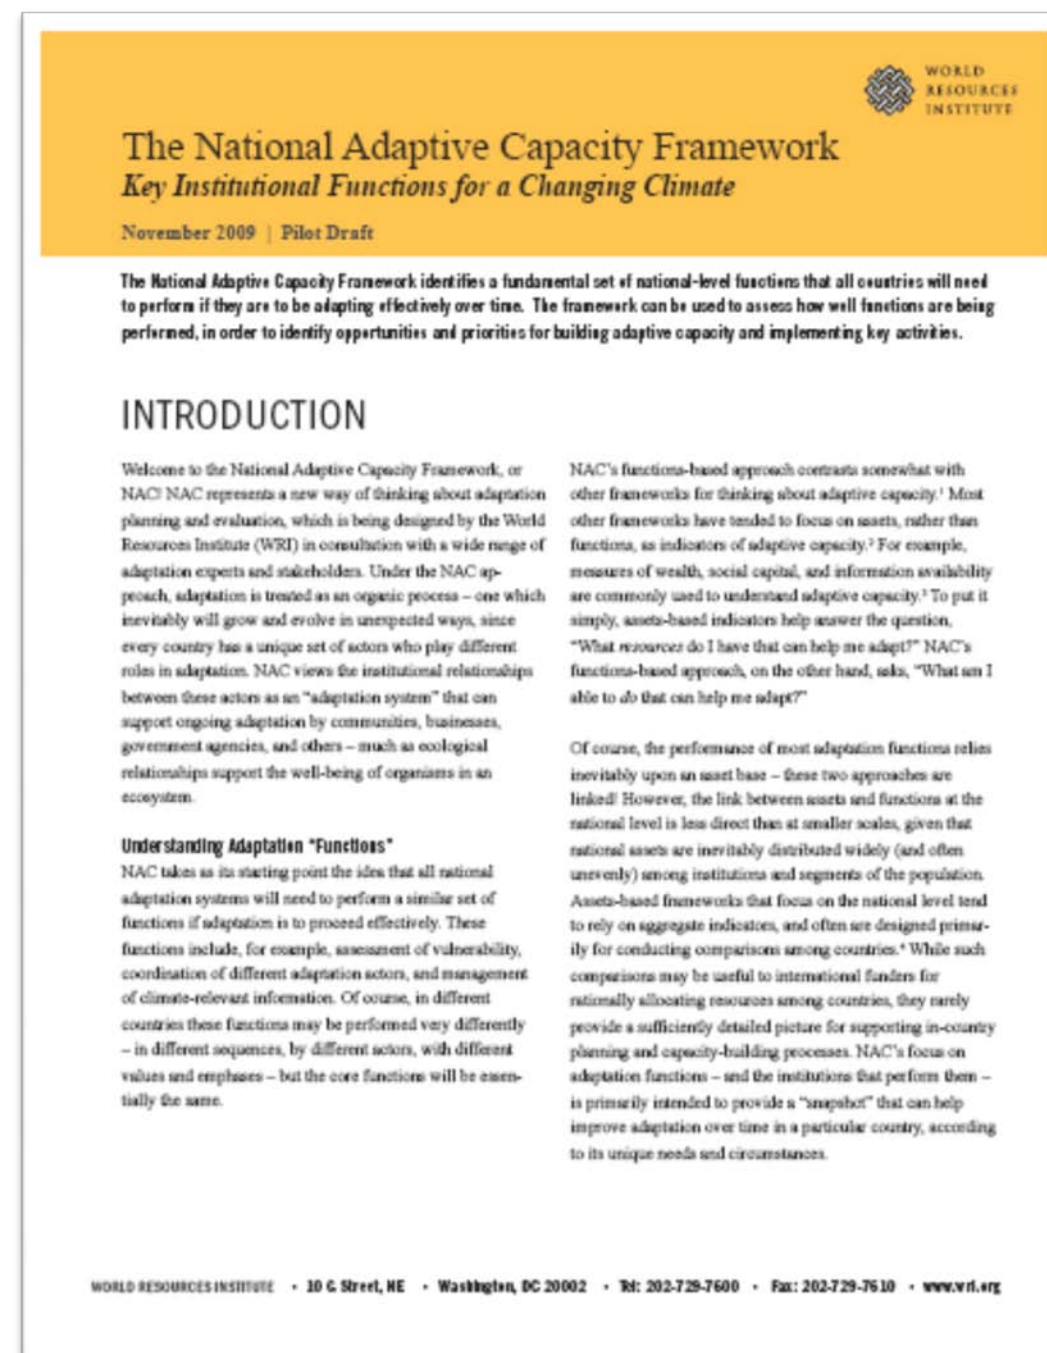 WORLD
RESOURCES
INSTITUTE
The National Adaptive Capacity Framework
Key Institutional Functions for a Changing Climate
November 2009 | Pilot Draft
The National Adaptive Capacity Framework identifies a fundamental set of national-level functions that all countries will need
to perform if they are to be adapting effectively over time. The framework can be used to assess how well functions are being
performed, in order to identify opportunities and priorities for building adaptive capacity and implementing key activities.
INTRODUCTION
Welcome to the National Adaptive Capacity Framework, or
NAC! NAC represents a new way of thinking about adaptation
planning and evaluation, which is being designed by the World
Resources Institute (WRI) in consultation with a wide range of
adaptation experts and stakeholders. Under the NAC ap-
proach, adaptation is treated as an organic process – one which
inevitably will grow and evolve in unexpected ways, since
every country has a unique set of actors who play different
roles in adaptation. NAC views the institutional relationships
between these actors as an “adaptation system” that can
support ongoing adaptation by communities, businesses,
government agencies, and others – much as ecological
relationships support the well-being of organisms in an
ecosystem.
Understanding Adaptation "Functions"
NAC takes as its starting point the idea that all national
adaptation systems will need to perform a similar set of
functions if adaptation is to proceed effectively. These
functions include, for example, assessment of vulnerability,
coordination of different adaptation actors, and management
of climate-relevant information. Of course, in different
countries these functions may be performed very differently
– in different sequences, by different actors, with different
values and emphases – but the core functions will be essen-
tially the same.
NAC's functions-based approach contrasts somewhat with
other frameworks for thinking about adaptive capacity.¹ Most
other frameworks have tended to focus on assets, rather than
functions, as indicators of adaptive capacity.² For example,
measures of wealth, social capital, and information availability
are commonly used to understand adaptive capacity.³ To put it
simply, assets-based indicators help answer the question,
“What resources do I have that can help me adapt?” NAC's
functions-based approach, on the other hand, asks, “What am I
able to do that can help me adapt?”
Of course, the performance of most adaptation functions relies
inevitably upon an asset base – these two approaches are
linked! However, the link between assets and functions at the
national level is less direct than at smaller scales, given that
national assets are inevitably distributed widely (and often
unevenly) among institutions and segments of the population.
Assets-based frameworks that focus on the national level tend
to rely on aggregate indicators, and often are designed primar-
ily for conducting comparisons among countries.⁴ While such
comparisons may be useful to international funders for
rationally allocating resources among countries, they rarely
provide a sufficiently detailed picture for supporting in-country
planning and capacity-building processes. NAC's focus on
adaptation functions – and the institutions that perform them –
is primarily intended to provide a “snapshot” that can help
improve adaptation over time in a particular country, according
to its unique needs and circumstances.
WORLD RESOURCES INSTITUTE • 10 G Street, NE • Washington, DC 20002 • Tel: 202-729-7600 • Fax: 202-729-7610 • www.wri.org